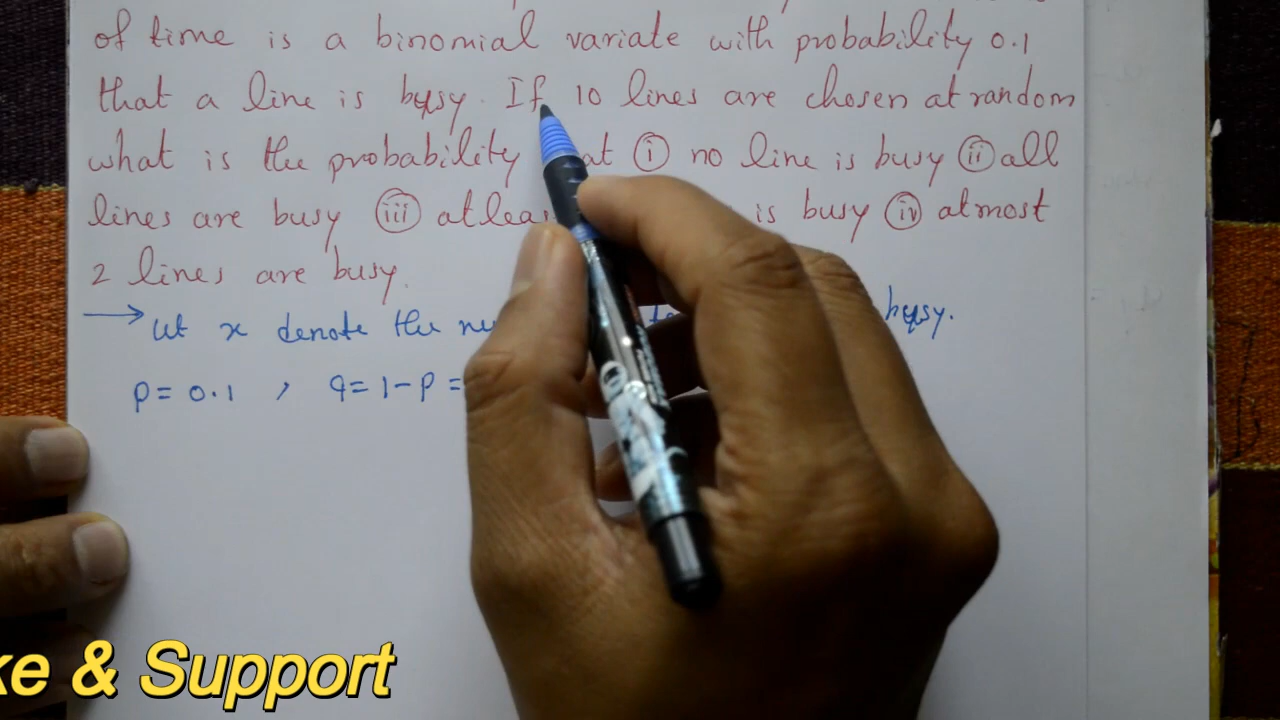 of time is a binomial variate with probability 0.1
that a line is busy. If 10 lines are chosen at random
what is the probability at (i) no line is busy (ii) all
lines are busy (iii) atleas is busy (iv) atmost
2 lines are busy.
→ Let x denote the busy.
p = 0.1 , q = 1 - p =
ke & Support